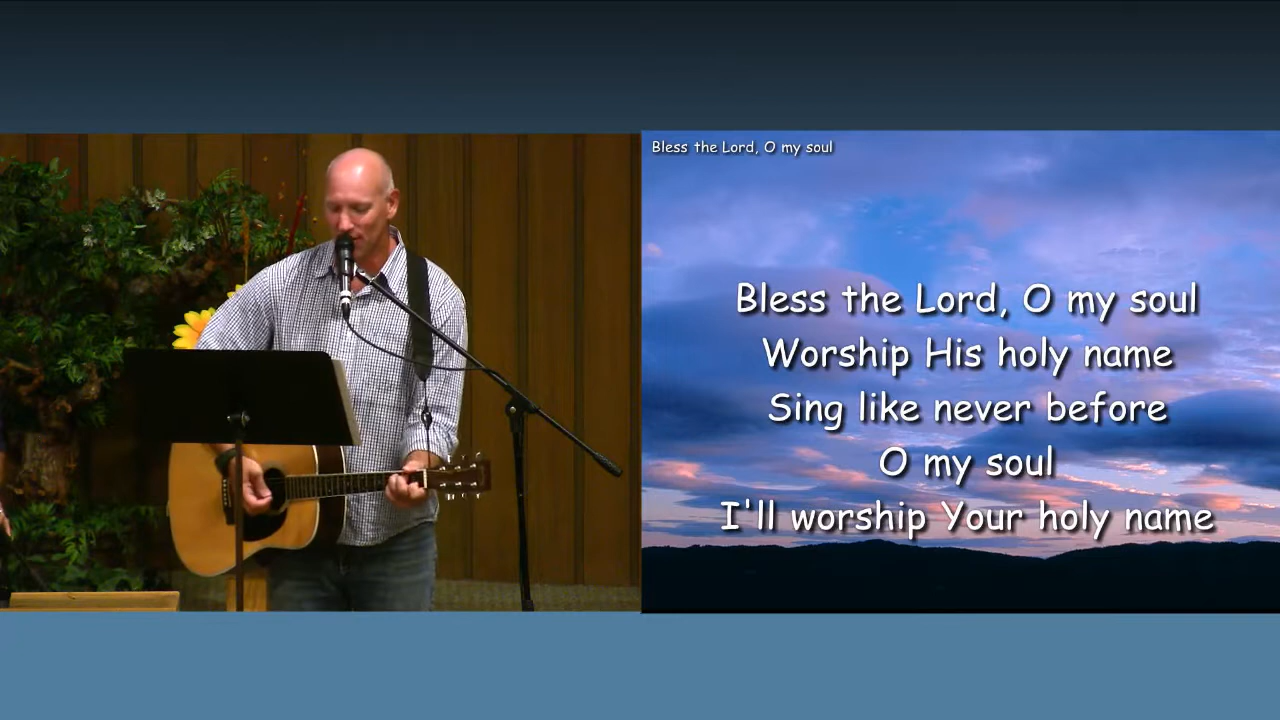 Bless the Lord, O my soul
Bless the Lord, O my soul
Worship His holy name
Sing like never before
O my soul
I'll worship Your holy name